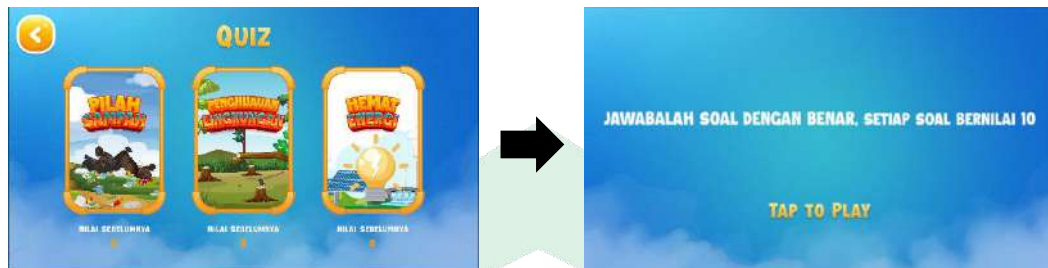 QUIZ
PILAH
SAMPAH
PENGHIJAUAN
LINGKUNGAN
HEMAT
ENERGI
NILAI SEBELUMNYA
NILAI SEBELUMNYA
NILAI SEBELUMNYA
JAWABALAH SOAL DENGAN BENAR, SETIAP SOAL BERNILAI 10
TAP TO PLAY